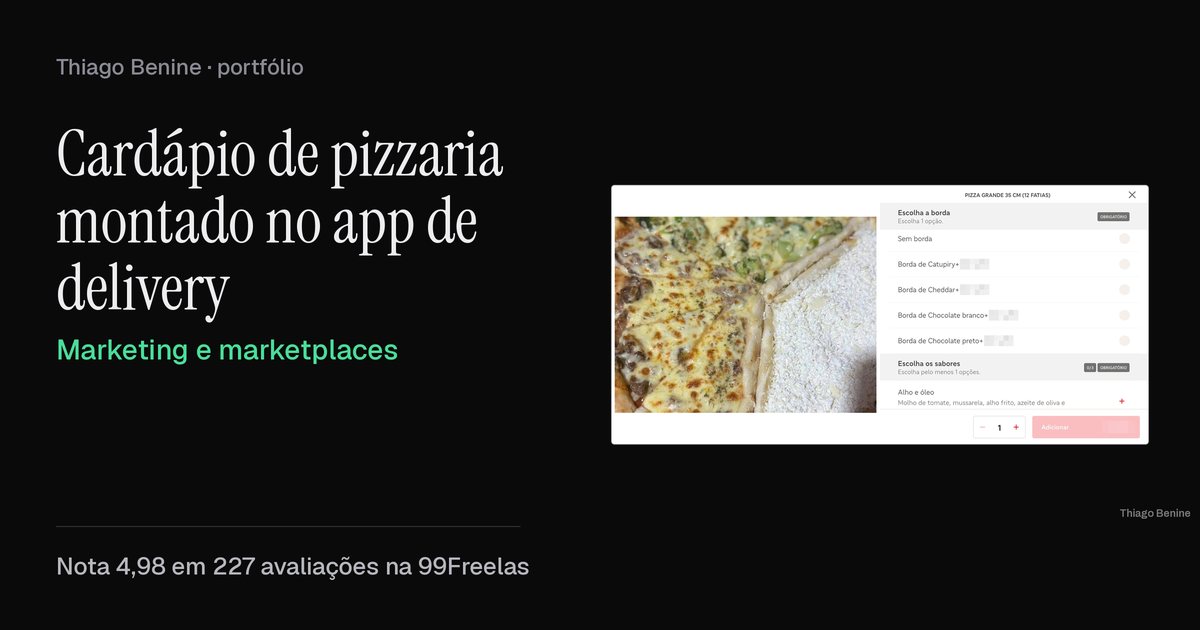 Thiago Benine · portfólio
Cardápio de pizzaria
montado no app de
delivery
Marketing e marketplaces
Nota 4,98 em 227 avaliações na 99Freelas
PIZZA GRANDE 35 CM (12 FATIAS)
Escolha a borda
Escolha 1 opção.
OBRIGATÓRIO
Sem borda
Borda de Catupiry+
Borda de Cheddar+
Borda de Chocolate branco+
Borda de Chocolate preto+
Escolha os sabores
Escolha pelo menos 1 opções.
0/3 OBRIGATÓRIO
Alho e óleo
Molho de tomate, mussarela, alho frito, azeite de oliva e
1
Adicionar
Thiago Benine